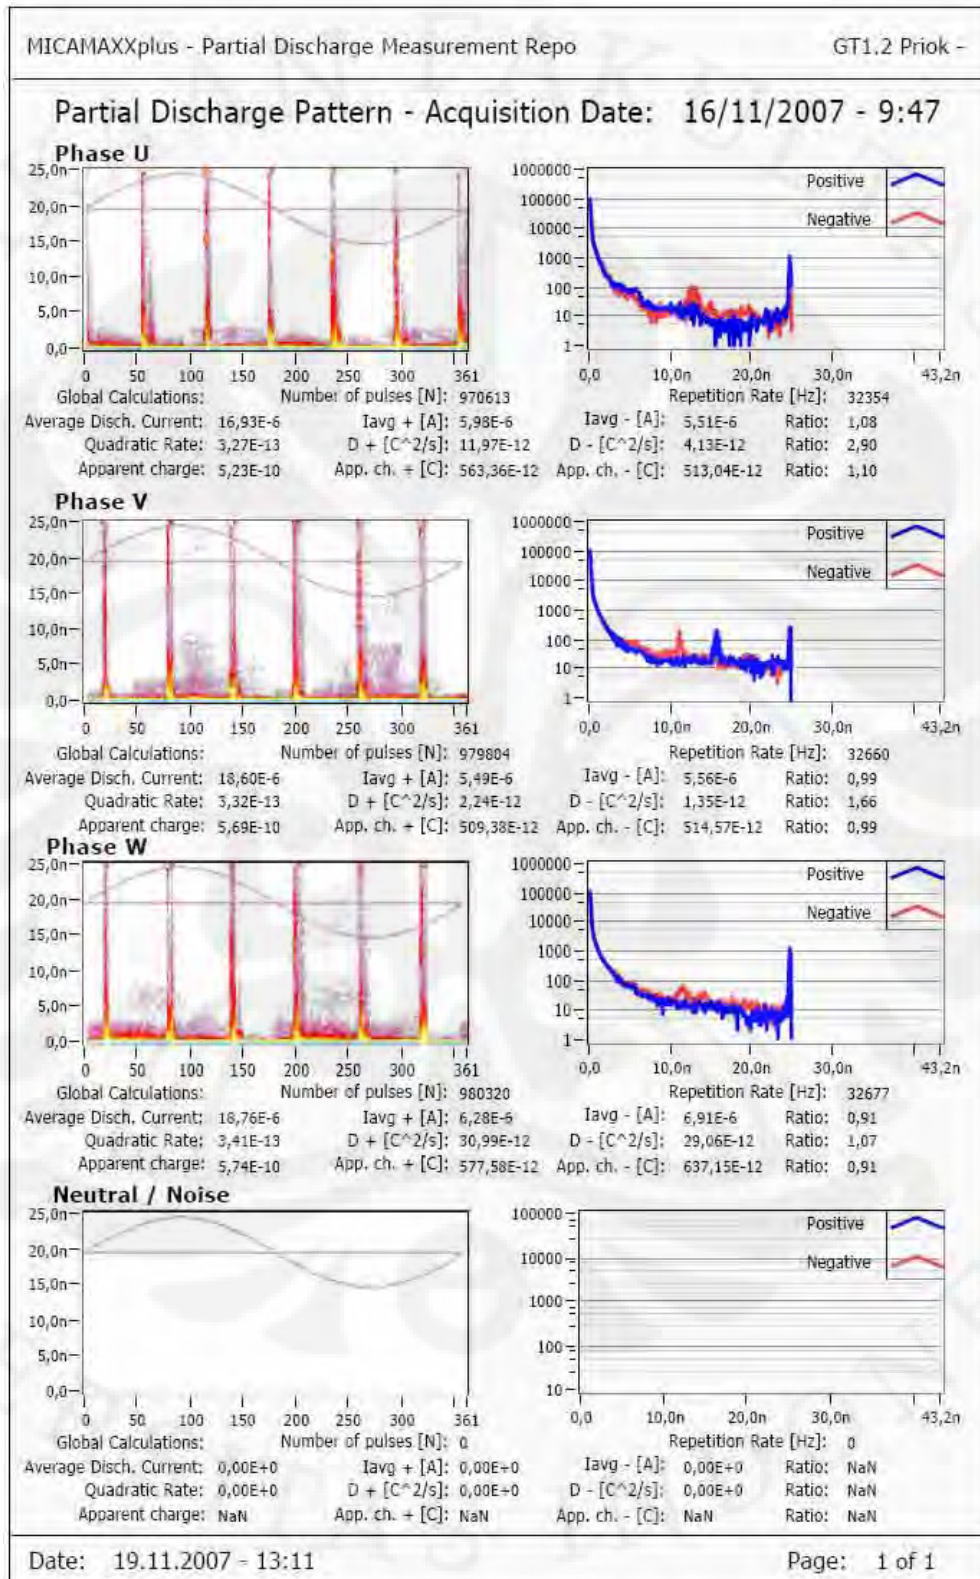 MICAMAXXplus - Partial Discharge Measurement Repo GT1.2 Priok -
Partial Discharge Pattern - Acquisition Date: 16/11/2007 - 9:47
Phase U
25,0n
20,0n
15,0n
10,0n
5,0n
0,0
0 50 100 150 200 250 300 361
1000000
100000
10000
1000
100
10
1
Positive
Negative
0,0 10,0n 20,0n 30,0n 43,2n
Global Calculations: Number of pulses [N]: 970613 Repetition Rate [Hz]: 32354
Average Disch. Current: 16,93E-6 Iavg + [A]: 5,98E-6 Iavg - [A]: 5,51E-6 Ratio: 1,08
Quadratic Rate: 3,27E-13 D + [C^2/s]: 11,97E-12 D - [C^2/s]: 4,13E-12 Ratio: 2,90
Apparent charge: 5,23E-10 App. ch. + [C]: 563,36E-12 App. ch. - [C]: 513,04E-12 Ratio: 1,10
Phase V
25,0n
20,0n
15,0n
10,0n
5,0n
0,0
0 50 100 150 200 250 300 361
1000000
100000
10000
1000
100
10
1
Positive
Negative
0,0 10,0n 20,0n 30,0n 43,2n
Global Calculations: Number of pulses [N]: 979804 Repetition Rate [Hz]: 32660
Average Disch. Current: 18,60E-6 Iavg + [A]: 5,49E-6 Iavg - [A]: 5,56E-6 Ratio: 0,99
Quadratic Rate: 3,32E-13 D + [C^2/s]: 2,24E-12 D - [C^2/s]: 1,35E-12 Ratio: 1,66
Apparent charge: 5,69E-10 App. ch. + [C]: 509,38E-12 App. ch. - [C]: 514,57E-12 Ratio: 0,99
Phase W
25,0n
20,0n
15,0n
10,0n
5,0n
0,0
0 50 100 150 200 250 300 361
1000000
100000
10000
1000
100
10
1
Positive
Negative
0,0 10,0n 20,0n 30,0n 43,2n
Global Calculations: Number of pulses [N]: 980320 Repetition Rate [Hz]: 32677
Average Disch. Current: 18,76E-6 Iavg + [A]: 6,28E-6 Iavg - [A]: 6,91E-6 Ratio: 0,91
Quadratic Rate: 3,41E-13 D + [C^2/s]: 30,99E-12 D - [C^2/s]: 29,06E-12 Ratio: 1,07
Apparent charge: 5,74E-10 App. ch. + [C]: 577,58E-12 App. ch. - [C]: 637,15E-12 Ratio: 0,91
Neutral / Noise
25,0n
20,0n
15,0n
10,0n
5,0n
0,0
0 50 100 150 200 250 300 361
100000
10000
1000
100
10
Positive
Negative
0,0 10,0n 20,0n 30,0n 43,2n
Global Calculations: Number of pulses [N]: 0 Repetition Rate [Hz]: 0
Average Disch. Current: 0,00E+0 Iavg + [A]: 0,00E+0 Iavg - [A]: 0,00E+0 Ratio: NaN
Quadratic Rate: 0,00E+0 D + [C^2/s]: 0,00E+0 D - [C^2/s]: 0,00E+0 Ratio: NaN
Apparent charge: NaN App. ch. + [C]: NaN App. ch. - [C]: NaN Ratio: NaN
Date: 19.11.2007 - 13:11 Page: 1 of 1